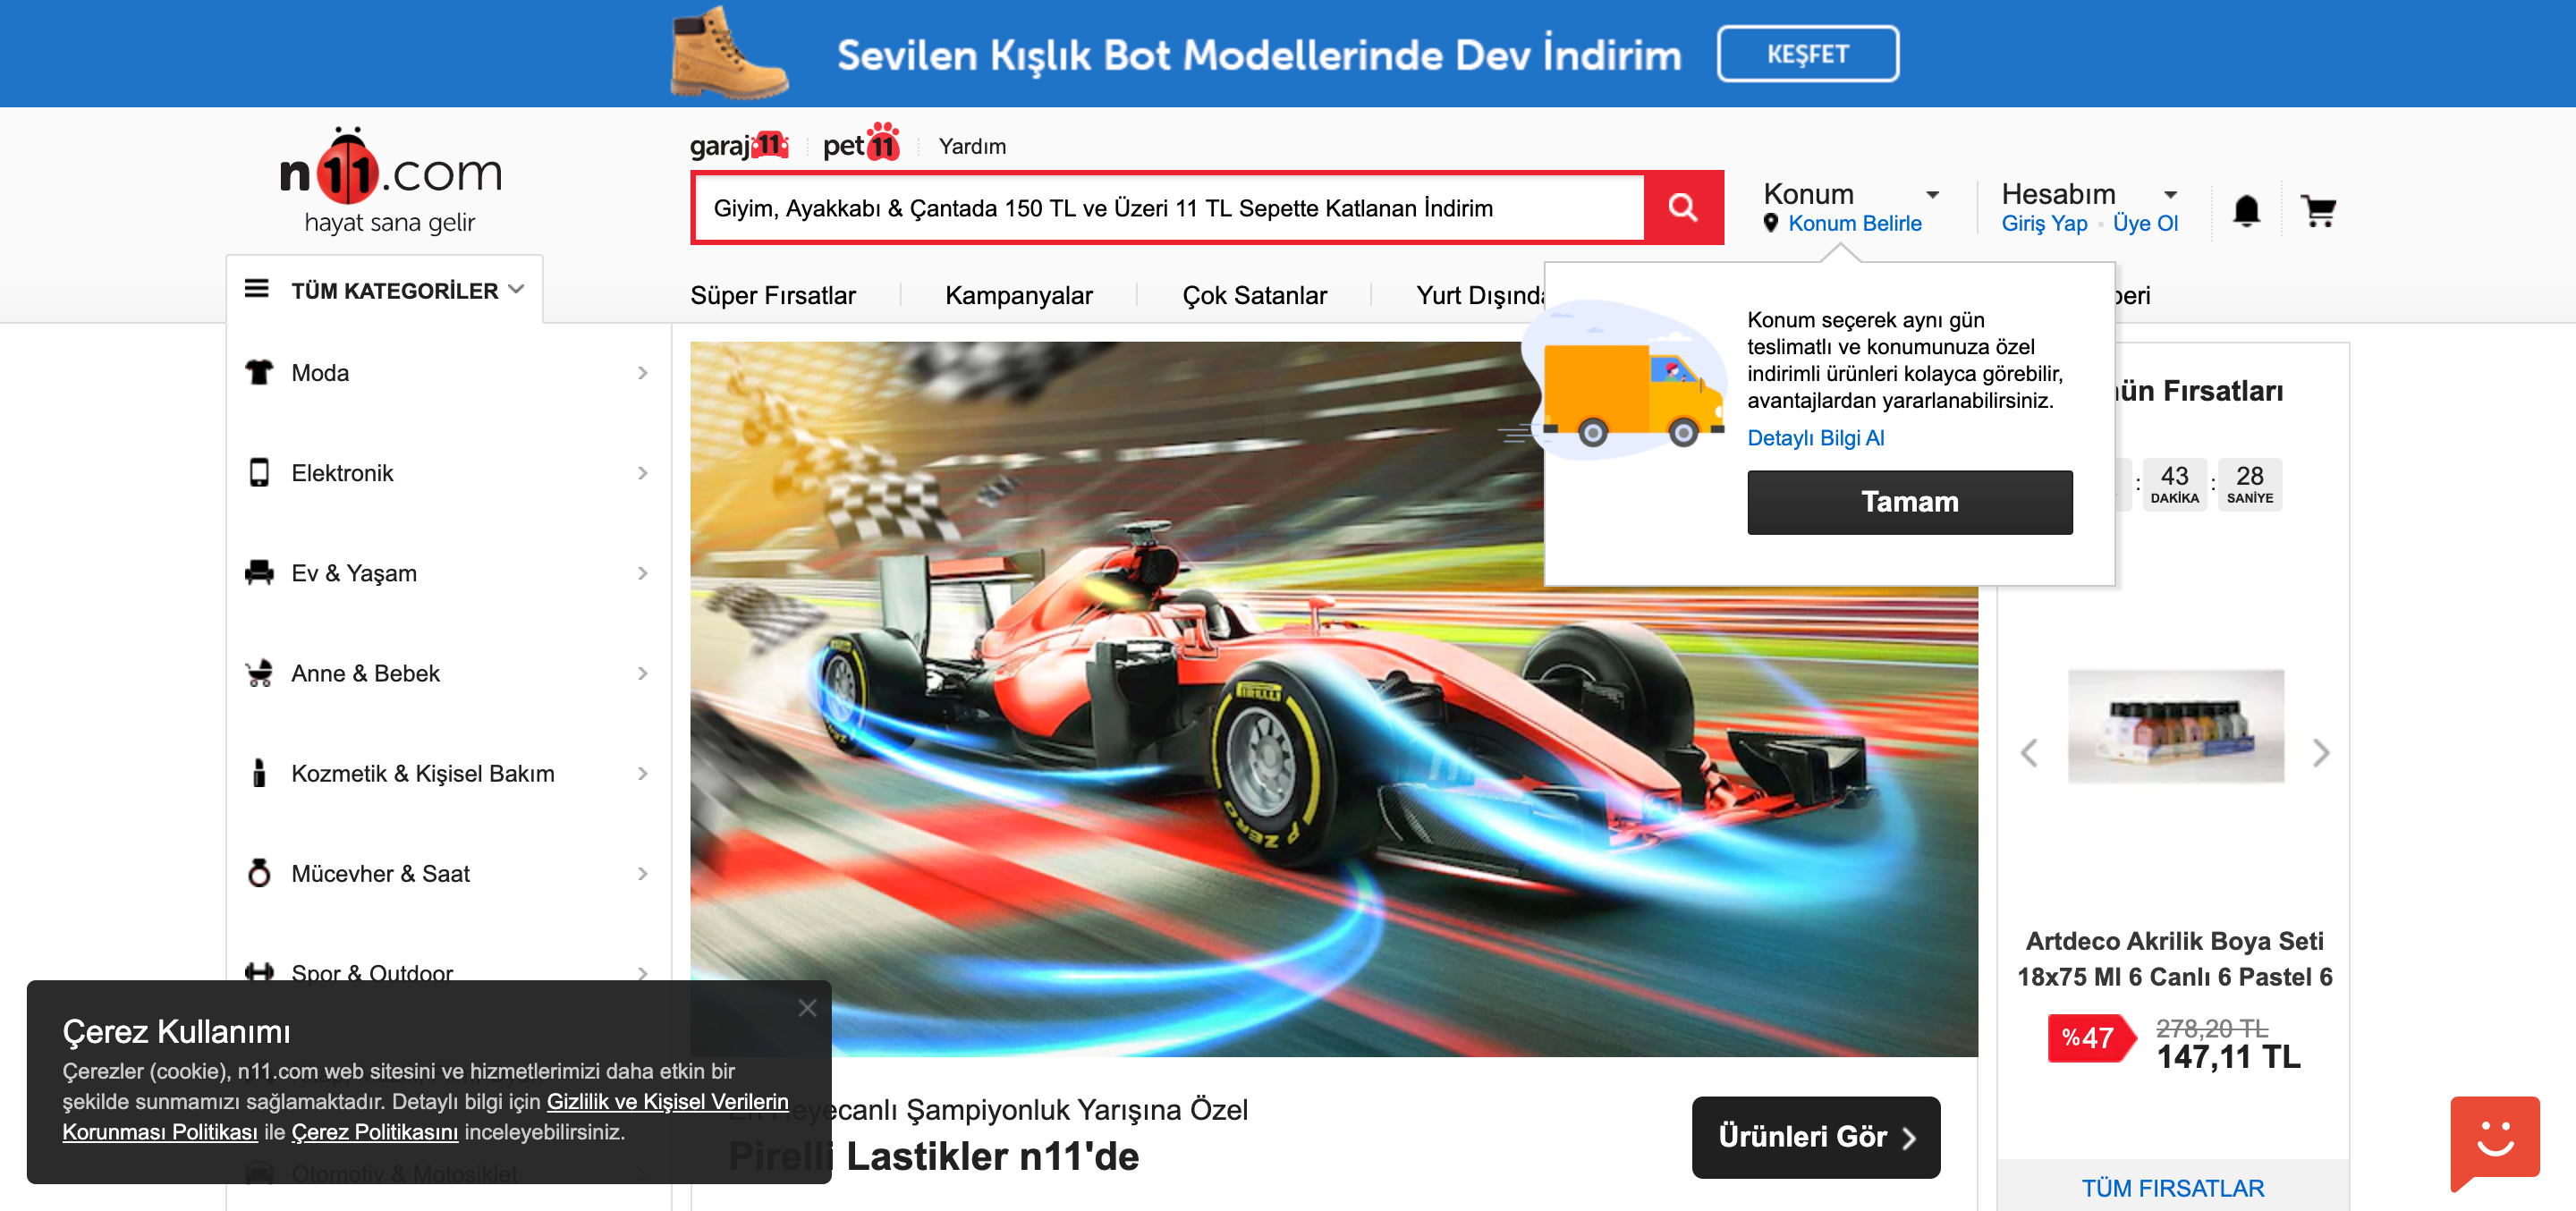 Sevilen Kışlık Bot Modellerinde Dev İndirim
KEŞFET
n11.com
hayat sana gelir
garaj11
pet11
Yardım
Giyim, Ayakkabı & Çantada 150 TL ve Üzeri 11 TL Sepette Katlanan İndirim
Konum
Konum Belirle
Hesabım
Giriş Yap
Üye Ol
TÜM KATEGORİLER
Süper Fırsatlar
Kampanyalar
Çok Satanlar
Yurt Dışında
Konum seçerek aynı gün
teslimatlı ve konumunuza özel
indirimli ürünleri kolayca görebilir,
avantajlardan yararlanabilirsiniz.
Detaylı Bilgi Al
Tamam
Moda
Elektronik
Ev & Yaşam
Anne & Bebek
Kozmetik & Kişisel Bakım
Mücevher & Saat
Spor & Outdoor
Otomotiv & Motosiklet
PIRELLI
P ZERO
Fırsatları
: 43 : 28
DAKİKA SANİYE
Artdeco Akrilik Boya Seti
18x75 Ml 6 Canlı 6 Pastel 6
%47
278,20 TL
147,11 TL
TÜM FIRSATLAR
Çerez Kullanımı
Çerezler (cookie), n11.com web sitesini ve hizmetlerimizi daha etkin bir
şekilde sunmamızı sağlamaktadır. Detaylı bilgi için Gizlilik ve Kişisel Verilerin
Korunması Politikası ile Çerez Politikasını inceleyebilirsiniz.
En Heyecanlı Şampiyonluk Yarışına Özel
Pirelli Lastikler n11'de
Ürünleri Gör